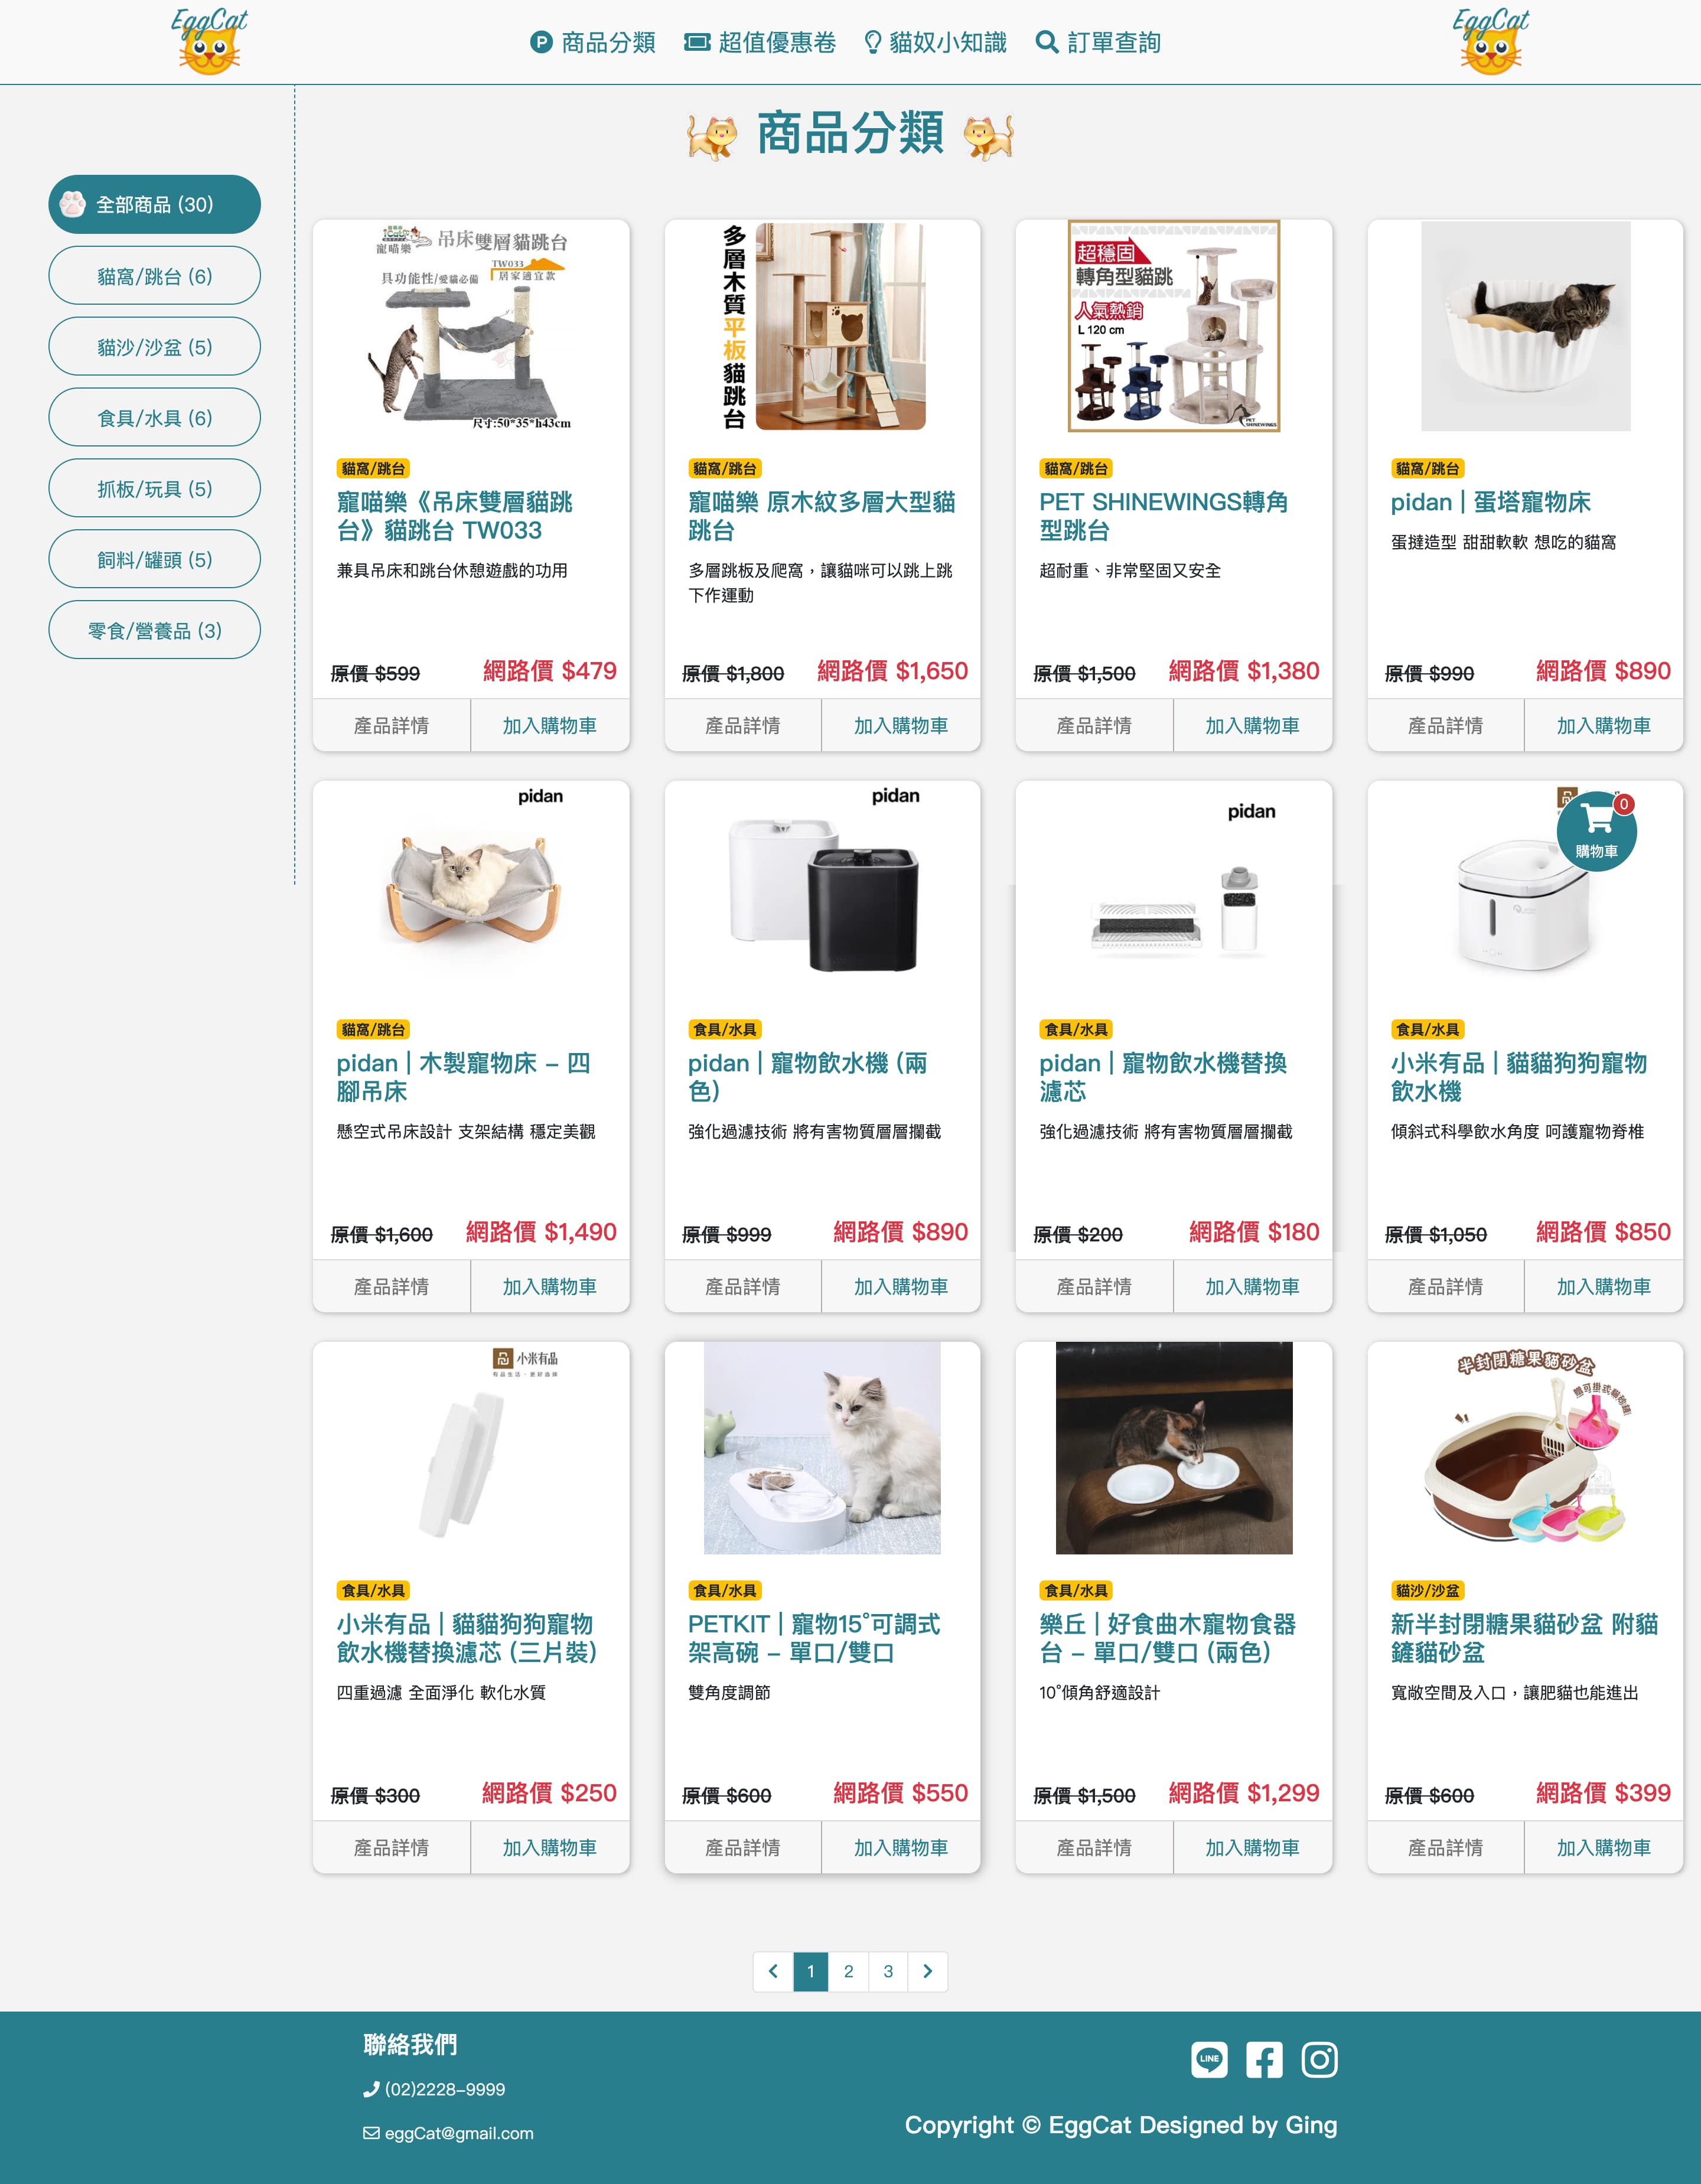 EggCat
商品分類
超值優惠卷
貓奴小知識
訂單查詢
EggCat
商品分類
全部商品 (30)
貓窩/跳台 (6)
貓沙/沙盆 (5)
食具/水具 (6)
抓板/玩具 (5)
飼料/罐頭 (5)
零食/營養品 (3)
寵喵樂
吊床雙層貓跳台
TW033
具功能性/愛貓必備
居家適宜款
尺寸:50*35*h43cm
貓窩/跳台
寵喵樂《吊床雙層貓跳
台》貓跳台 TW033
兼具吊床和跳台休憩遊戲的功用
原價 $599
網路價 $479
產品詳情
加入購物車
多層木質平板貓跳台
貓窩/跳台
寵喵樂 原木紋多層大型貓
跳台
多層跳板及爬窩，讓貓咪可以跳上跳
下作運動
原價 $1,800
網路價 $1,650
產品詳情
加入購物車
超穩固
轉角型貓跳
人氣熱銷
L 120 cm
PET
SHINEWINGS
貓窩/跳台
PET SHINEWINGS轉角
型跳台
超耐重、非常堅固又安全
原價 $1,500
網路價 $1,380
產品詳情
加入購物車
貓窩/跳台
pidan | 蛋塔寵物床
蛋撻造型 甜甜軟軟 想吃的貓窩
原價 $990
網路價 $890
產品詳情
加入購物車
pidan
貓窩/跳台
pidan | 木製寵物床 – 四
腳吊床
懸空式吊床設計 支架結構 穩定美觀
原價 $1,600
網路價 $1,490
產品詳情
加入購物車
pidan
食具/水具
pidan | 寵物飲水機 (兩
色)
強化過濾技術 將有害物質層層攔截
原價 $999
網路價 $890
產品詳情
加入購物車
pidan
食具/水具
pidan | 寵物飲水機替換
濾芯
強化過濾技術 將有害物質層層攔截
原價 $200
網路價 $180
產品詳情
加入購物車
0
購物車
食具/水具
小米有品 | 貓貓狗狗寵物
飲水機
傾斜式科學飲水角度 呵護寵物脊椎
原價 $1,050
網路價 $850
產品詳情
加入購物車
小米有品
有品生活・更好選擇
食具/水具
小米有品 | 貓貓狗狗寵物
飲水機替換濾芯 (三片裝)
四重過濾 全面淨化 軟化水質
原價 $300
網路價 $250
產品詳情
加入購物車
食具/水具
PETKIT | 寵物15°可調式
架高碗 – 單口/雙口
雙角度調節
原價 $600
網路價 $550
產品詳情
加入購物車
食具/水具
樂丘 | 好食曲木寵物食器
台 – 單口/雙口 (兩色)
10°傾角舒適設計
原價 $1,500
網路價 $1,299
產品詳情
加入購物車
半封閉糖果貓砂盆
貓沙/沙盆
新半封閉糖果貓砂盆 附貓
鏟貓砂盆
寬敞空間及入口，讓肥貓也能進出
原價 $600
網路價 $399
產品詳情
加入購物車
1
2
3
聯絡我們
(02)2228-9999
eggCat@gmail.com
LINE
Copyright © EggCat Designed by Ging